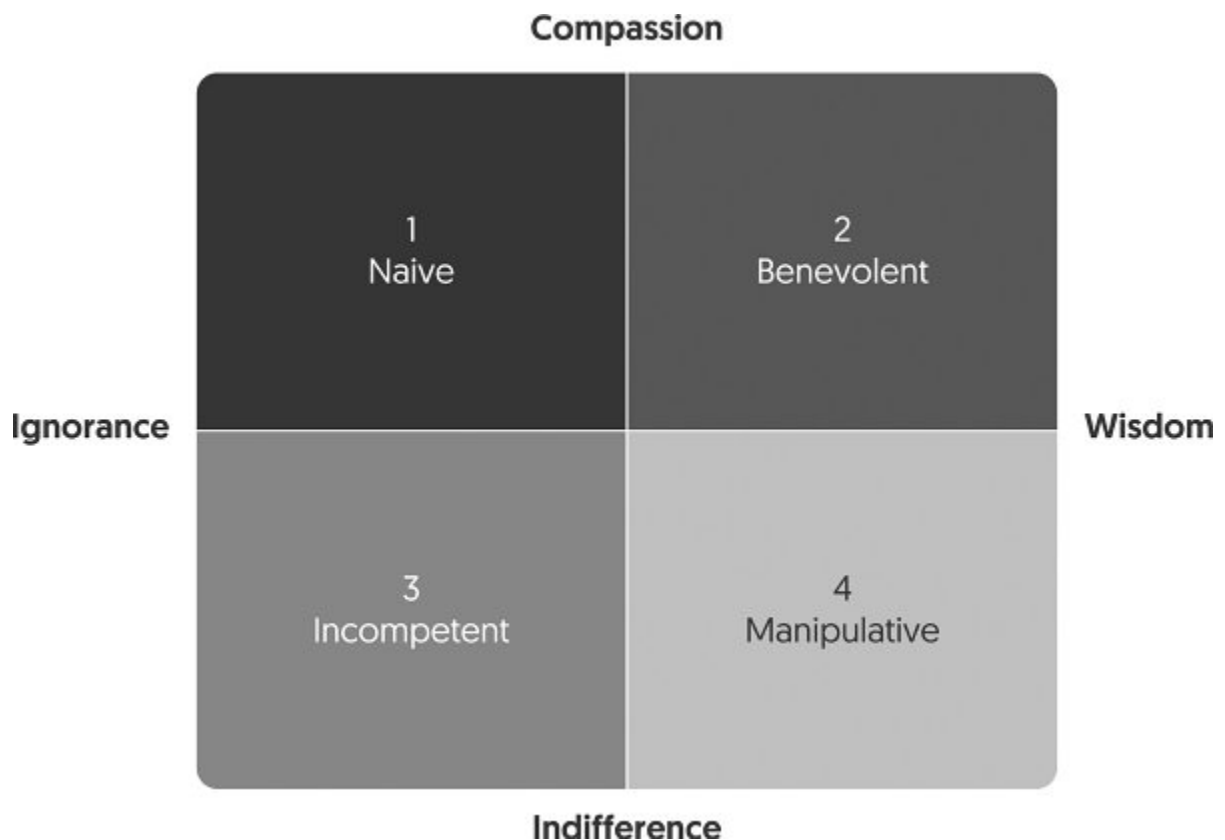 Compassion
1
Naive
2
Benevolent
Ignorance
Wisdom
3
Incompetent
4
Manipulative
Indifference